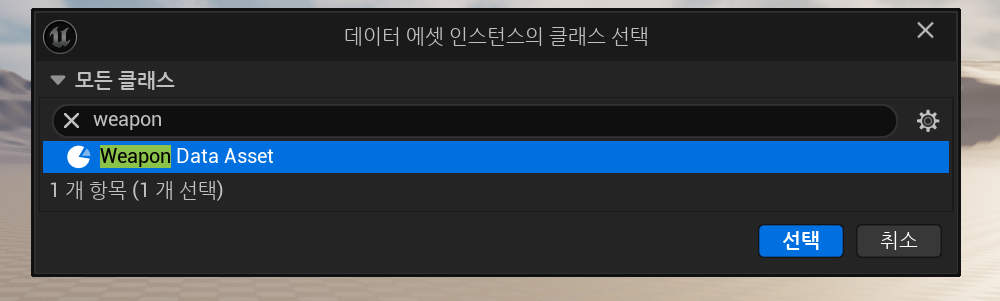 데이터 에셋 인스턴스의 클래스 선택
모든 클래스
weapon
Weapon Data Asset
1 개 항목 (1 개 선택)
선택
취소